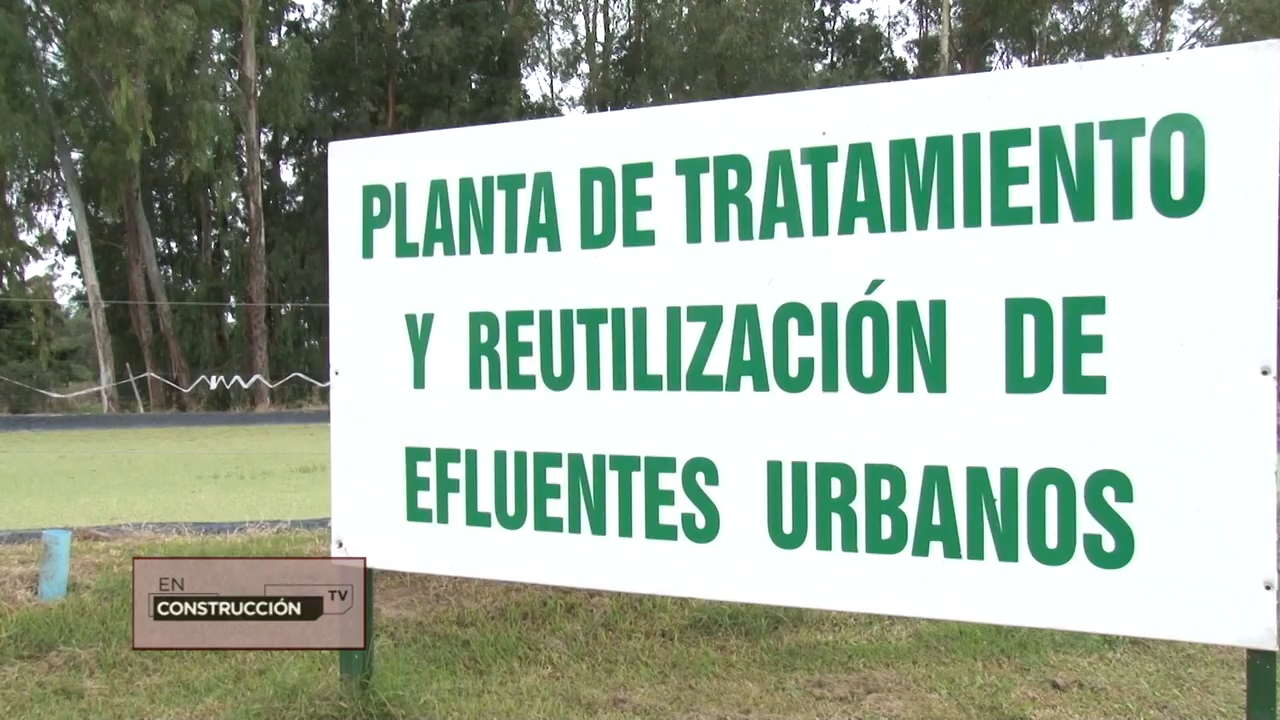 PLANTA DE TRATAMIENTO
Y REUTILIZACIÓN DE
EFLUENTES URBANOS
EN
CONSTRUCCIÓN TV